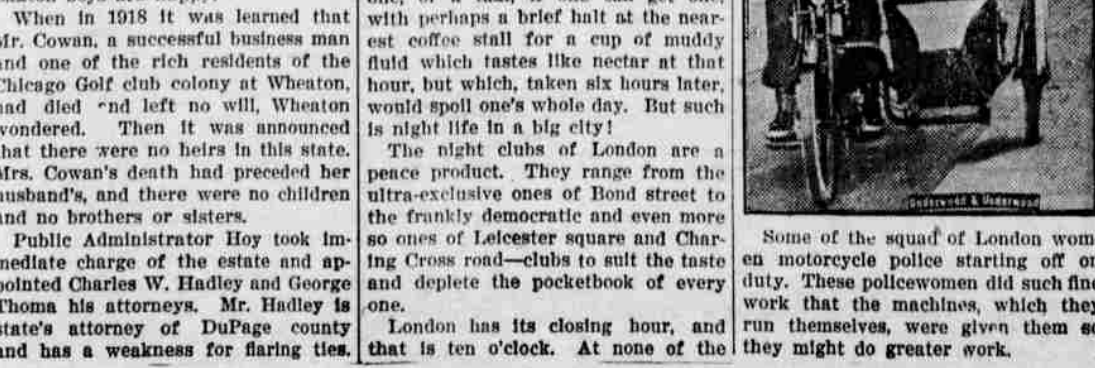 When in 1918 it was learned that
Mr. Cowan, a successful business man
and one of the rich residents of the
Chicago Golf club colony at Wheaton,
had died and left no will, Wheaton
wondered. Then it was announced
that there were no heirs in this state.
Mrs. Cowan's death had preceded her
husband's, and there were no children
and no brothers or sisters.
Public Administrator Hoy took im-
mediate charge of the estate and ap-
pointed Charles W. Hadley and George
Thoma his attorneys. Mr. Hadley is
state's attorney of DuPage county
and has a weakness for flaring ties.
with perhaps a brief halt at the near-
est coffee stall for a cup of muddy
fluid which tastes like nectar at that
hour, but which, taken six hours later,
would spoil one's whole day. But such
is night life in a big city!
The night clubs of London are a
peace product. They range from the
ultra-exclusive ones of Bond street to
the frankly democratic and even more
so ones of Leicester square and Char-
ing Cross road—clubs to suit the taste
and deplete the pocketbook of every
one.
London has its closing hour, and
that is ten o'clock. At none of the
Underwood & Underwood
Some of the squad of London wom
en motorcycle police starting off on
duty. These policewomen did such fine
work that the machines, which they
run themselves, were given them so
they might do greater work.